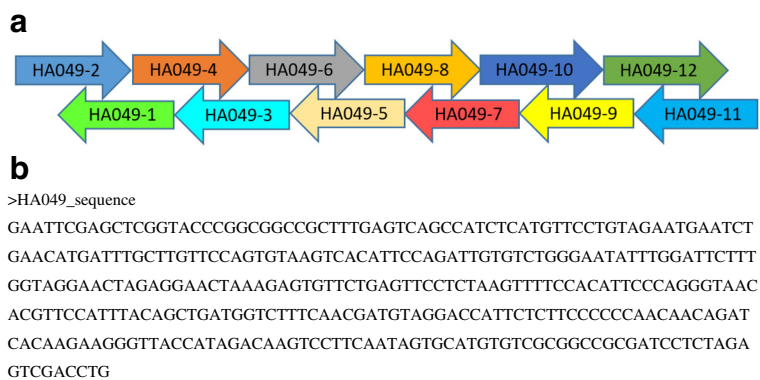 a
HA049-2 HA049-4 HA049-6 HA049-8 HA049-10 HA049-12
HA049-1 HA049-3 HA049-5 HA049-7 HA049-9 HA049-11
b
>HA049_sequence
GAATTCGAGCTCGGTACCCGGCGGCCGCTTTGAGTCAGCCATCTCATGTTCCTGTAGAATGAATCT
GAACATGATTTGCTTGTTCCAGTGTAAGTCACATTCCAGATTGTGTCTGGGAATATTTGGATTCTTT
GGTAGGAACTAGAGGAACTAAAGAGTGTTCTGAGTTCCTCTAAGTTTTCCACATTCCCAGGGTAAC
ACGTTCCATTTACAGCTGATGGTCTTTCAACGATGTAGGACCATTCTCTTCCCCCCAACAACAGAT
CACAAGAAGGGTTACCATAGACAAGTCCTTCAATAGTGCATGTGTCGCGGCCGCGATCCTCTAGA
GTCGACCTG